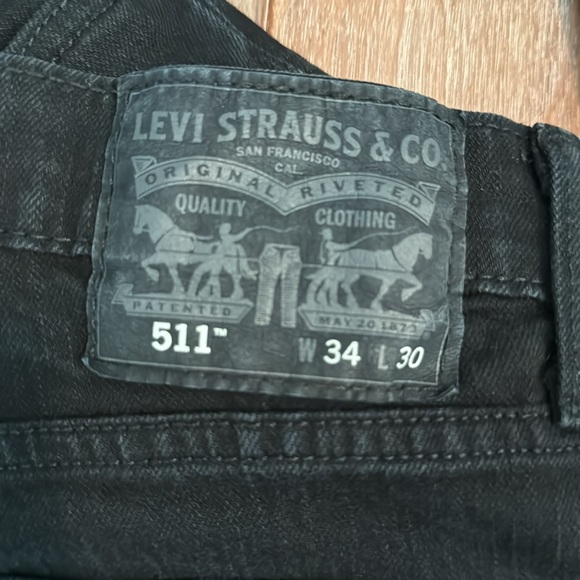 LEVI STRAUSS & CO.
SAN FRANCISCO
CAL.
ORIGINAL RIVETED
QUALITY CLOTHING
PATENTED MAY 20 1873
511™ W 34 L 30